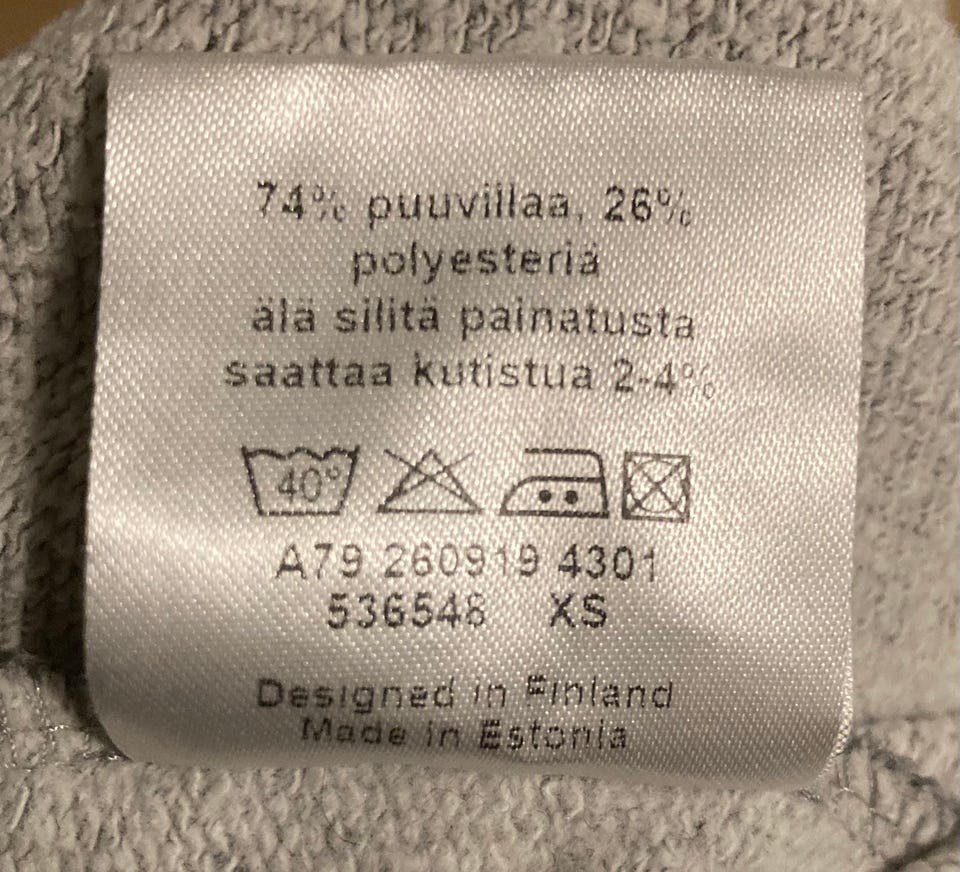 74% puuvillaa, 26%
polyesteriä
älä silitä painatusta
saattaa kutistua 2-4%
40°
A79 260919 4301
536548 XS
Designed in Finland
Made in Estonia